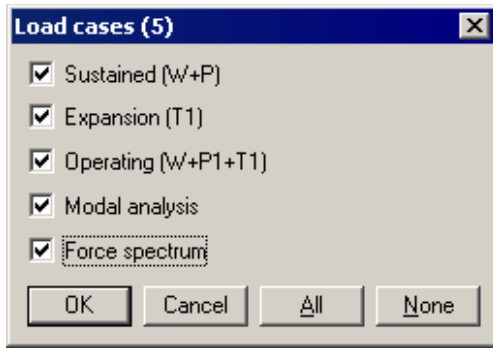 Load cases (5)
Sustained (W+P)
Expansion (T1)
Operating (W+P1+T1)
Modal analysis
Force spectrum
OK Cancel All None